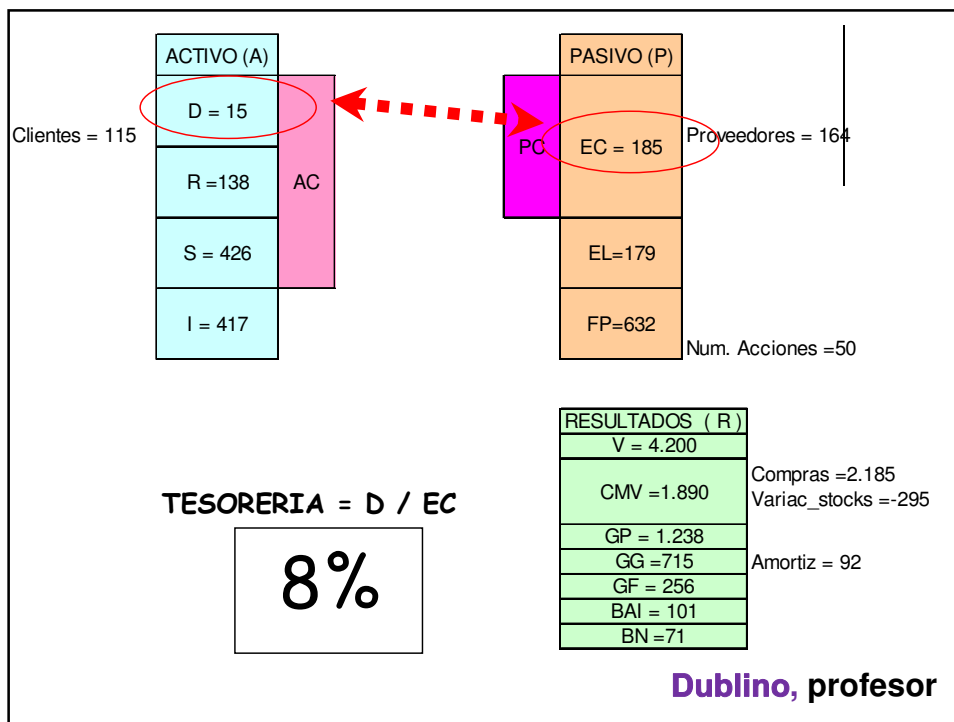 ACTIVO (A)
D = 15
Clientes = 115
R =138
AC
S = 426
I = 417
PASIVO (P)
PC
EC = 185
Proveedores = 164
EL=179
FP=632
Num. Acciones =50
RESULTADOS ( R )
V = 4.200
CMV =1.890
Compras =2.185
Variac_stocks =-295
GP = 1.238
GG =715
Amortiz = 92
GF = 256
BAI = 101
BN =71
TESORERIA = D / EC
8%
Dublino, profesor